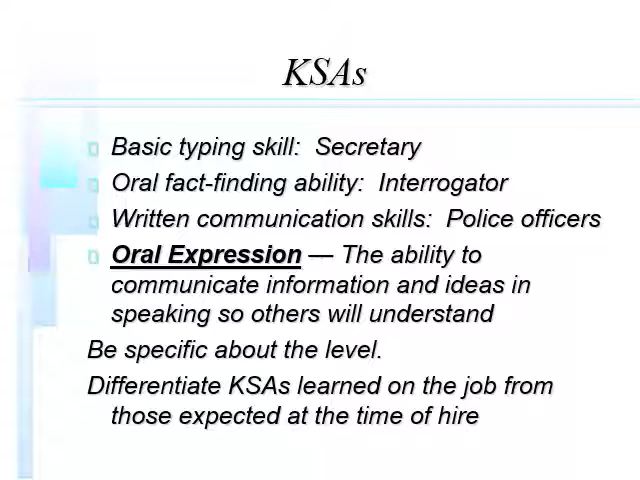 KSAs
Basic typing skill: Secretary
Oral fact-finding ability: Interrogator
Written communication skills: Police officers
Oral Expression — The ability to
communicate information and ideas in
speaking so others will understand
Be specific about the level.
Differentiate KSAs learned on the job from
those expected at the time of hire